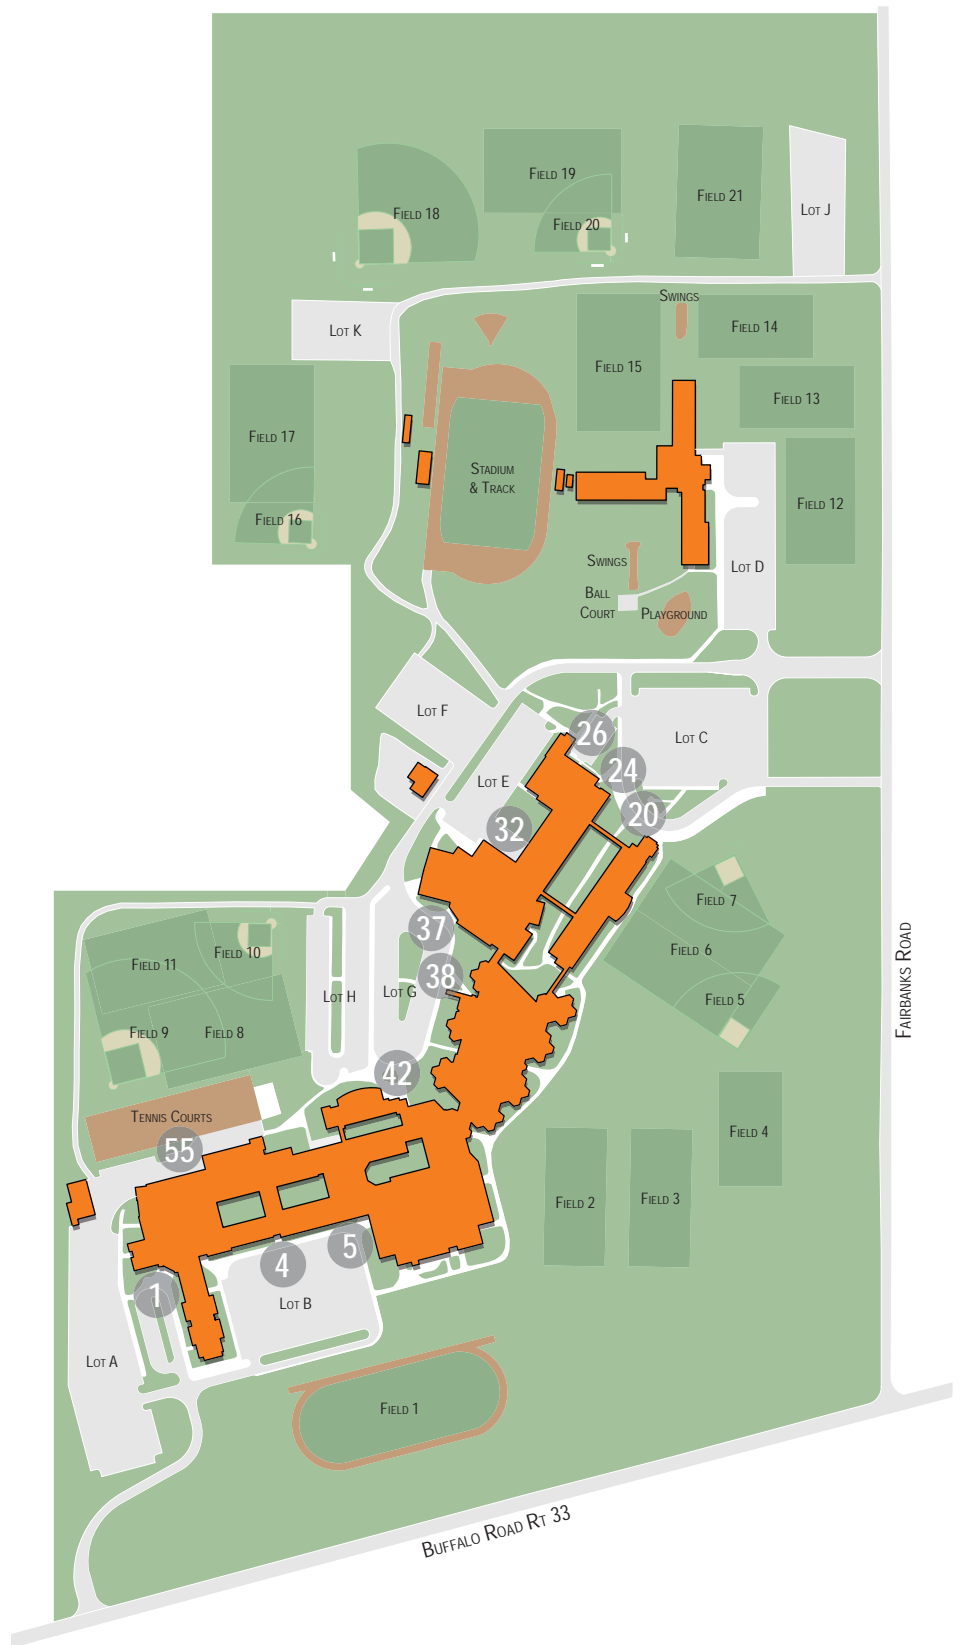 Field 19
Field 21
Field 18
Lot J
Field 20
Swings
Field 14
Lot K
Field 15
Field 13
Field 17
Stadium
& Track
Field 12
Field 16
Swings
Lot D
Ball
Court
Playground
Lot F
26
Lot C
24
Lot E
20
32
Field 7
37
Field 6
Fairbanks Road
Field 10
Field 11
38
Lot G
Lot H
Field 5
Field 9
Field 8
42
Tennis Courts
Field 4
55
Field 2
Field 3
5
4
1
Lot B
Lot A
Field 1
Buffalo Road Rt 33